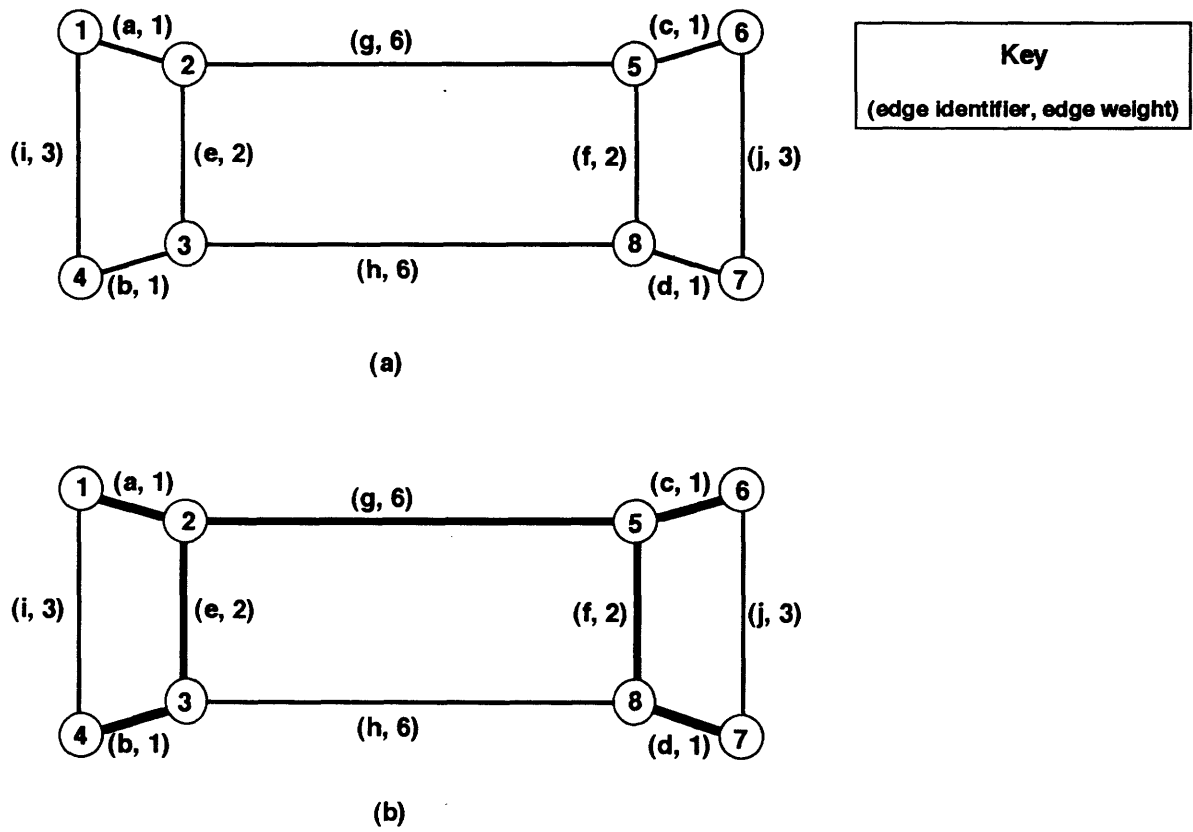 1
(a, 1)
(g, 6)
(c, 1)
6
2
5
Key
(edge identifier, edge weight)
(i, 3)
(e, 2)
(f, 2)
(j, 3)
3
8
4
(b, 1)
(h, 6)
(d, 1)
7
(a)
1
(a, 1)
(g, 6)
(c, 1)
6
2
5
(i, 3)
(e, 2)
(f, 2)
(j, 3)
3
8
4
(b, 1)
(h, 6)
(d, 1)
7
(b)